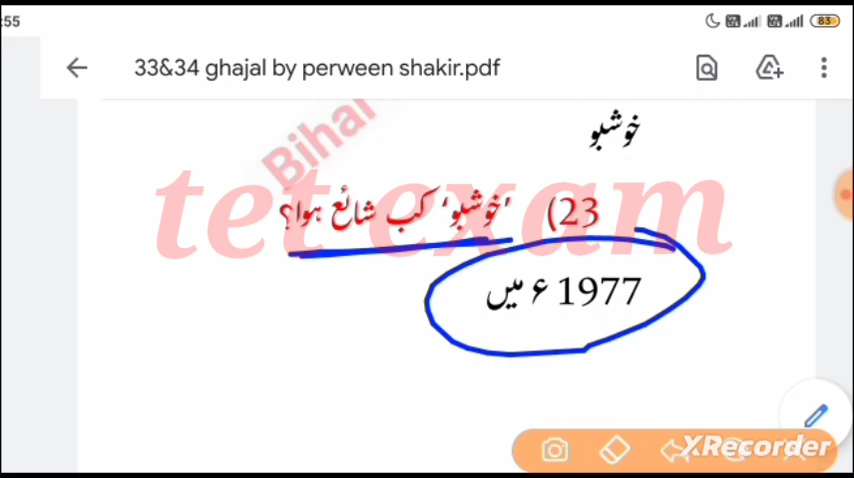 :55
83
33&34 ghajal by perween shakir.pdf
خوشبو
Bihar
tet exam
23) 'خوشبو' کب شائع ہوا؟
1977 ء میں
XRecorder